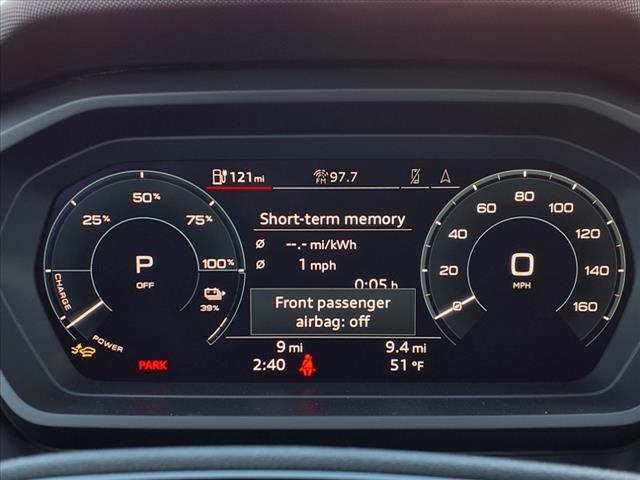 121 mi
FM 97.7
Short-term memory
Ø --.- mi/kWh
Ø 1 mph
0:05 h
Front passenger
airbag: off
9 mi
9.4 mi
2:40
51 °F
25%
50%
75%
100%
P
OFF
CHARGE
POWER
39%
PARK
0
20
40
60
80
100
120
140
160
0
MPH